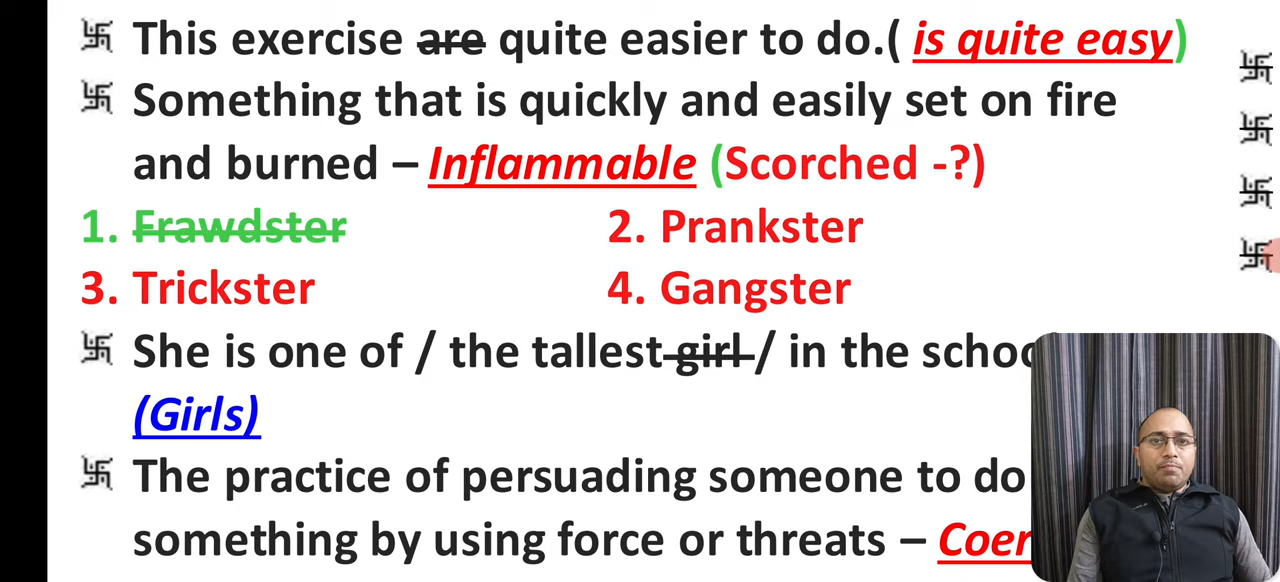 卐 This exercise are quite easier to do.( is quite easy)
卐 Something that is quickly and easily set on fire
and burned – Inflammable (Scorched -?)
1. Frawdster 2. Prankster
3. Trickster 4. Gangster
卐 She is one of / the tallest girl / in the
(Girls)
卐 The practice of persuading someone to do
something by using force or threats –